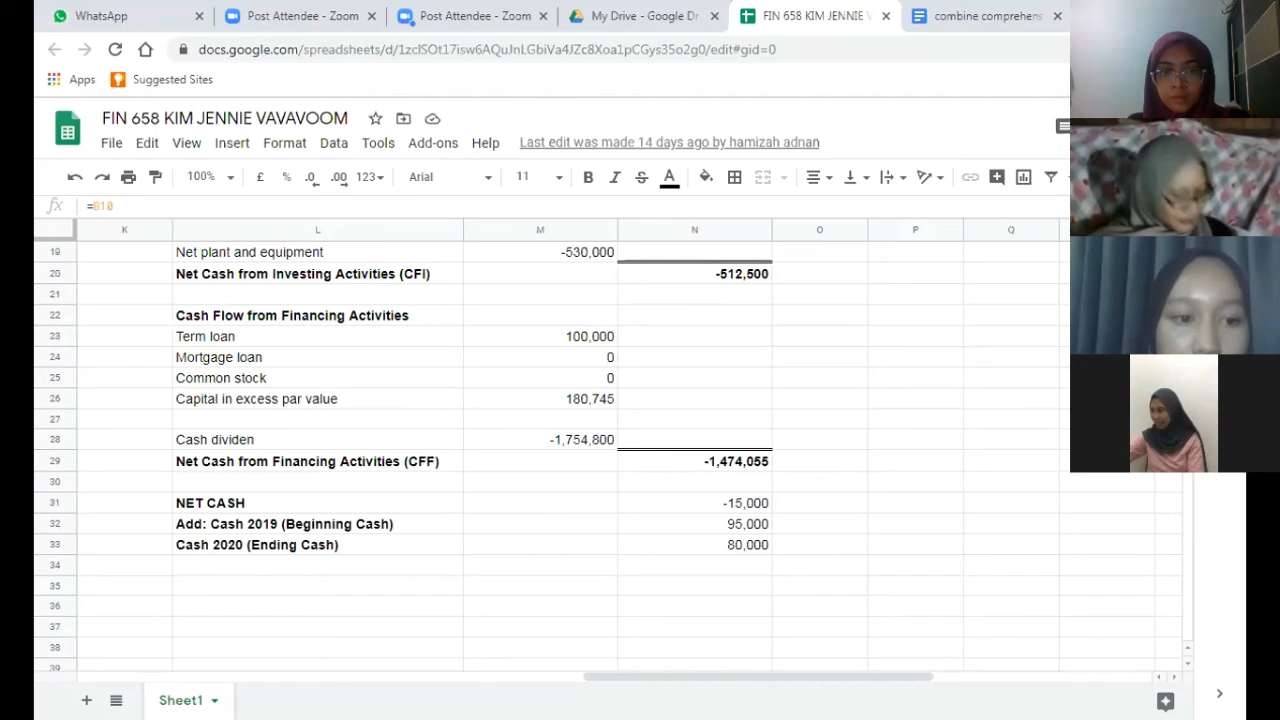 WhatsApp Post Attendee - Zoom Post Attendee - Zoom My Drive - Google Dr FIN 658 KIM JENNIE V combine comprehens
docs.google.com/spreadsheets/d/1zcISOt17isw6AQuJnLGbiVa4JZc8Xoa1pCGys35o2g0/edit#gid=0
Apps Suggested Sites
FIN 658 KIM JENNIE VAVAVOOM
File Edit View Insert Format Data Tools Add-ons Help Last edit was made 14 days ago by hamizah adnan
100% £ % .0 .00 123 Arial 11 B I S A
fx =B10
K L M N O P Q
19 Net plant and equipment -530,000
20 Net Cash from Investing Activities (CFI) -512,500
21
22 Cash Flow from Financing Activities
23 Term loan 100,000
24 Mortgage loan 0
25 Common stock 0
26 Capital in excess par value 180,745
27
28 Cash dividen -1,754,800
29 Net Cash from Financing Activities (CFF) -1,474,055
30
31 NET CASH -15,000
32 Add: Cash 2019 (Beginning Cash) 95,000
33 Cash 2020 (Ending Cash) 80,000
34
35
36
37
38
39
Sheet1